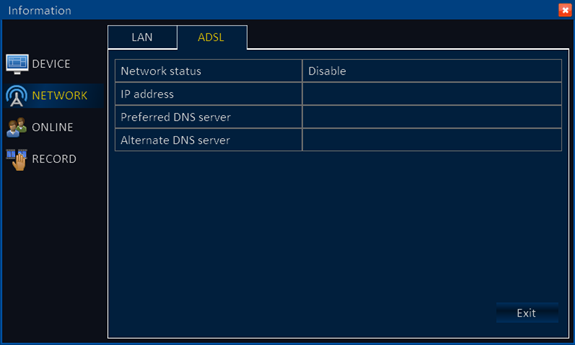 Information
LAN
ADSL
DEVICE
NETWORK
ONLINE
RECORD
Network status Disable
IP address
Preferred DNS server
Alternate DNS server
Exit